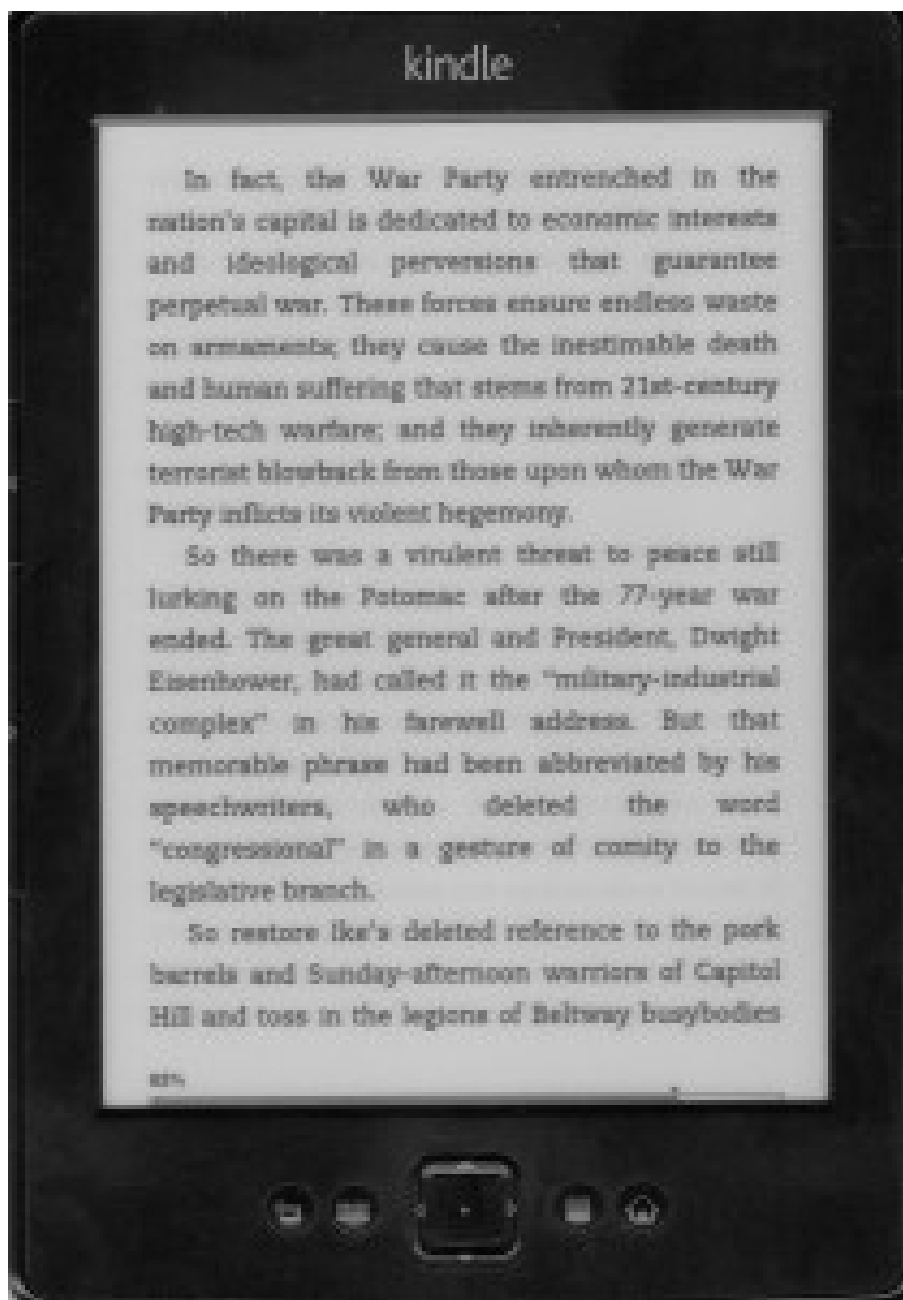 kindle
In fact, the War Party entrenched in the
nation's capital is dedicated to economic interests
and ideological perversions that guarantee
perpetual war. These forces ensure endless waste
on armaments; they cause the inestimable death
and human suffering that stems from 21st-century
high-tech warfare; and they inherently generate
terrorist blowback from those upon whom the War
Party inflicts its violent hegemony.
So there was a virulent threat to peace still
lurking on the Potomac after the 77-year war
ended. The great general and President, Dwight
Eisenhower, had called it the "military-industrial
complex" in his farewell address. But that
memorable phrase had been abbreviated by his
speechwriters, who deleted the word
"congressional" in a gesture of comity to the
legislative branch.
So restore Ike's deleted reference to the pork
barrels and Sunday-afternoon warriors of Capitol
Hill and toss in the legions of Beltway busybodies